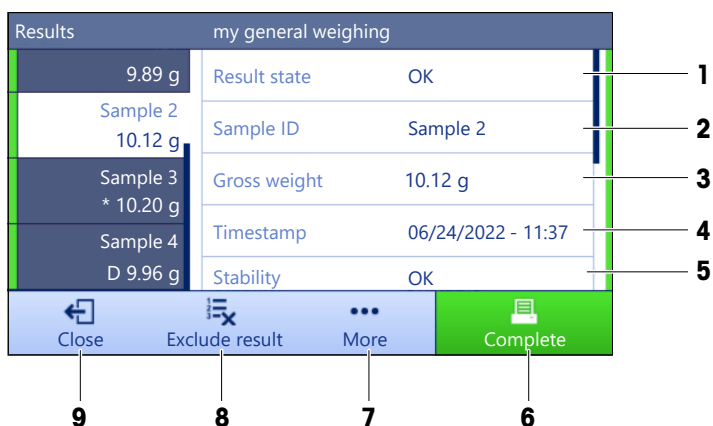 Results
my general weighing
9.89 g
Sample 2
10.12 g
Sample 3
* 10.20 g
Sample 4
D 9.96 g
Result state OK
Sample ID Sample 2
Gross weight 10.12 g
Timestamp 06/24/2022 - 11:37
Stability OK
1
2
3
4
5
Close
Exclude result
More
Complete
9
8
7
6